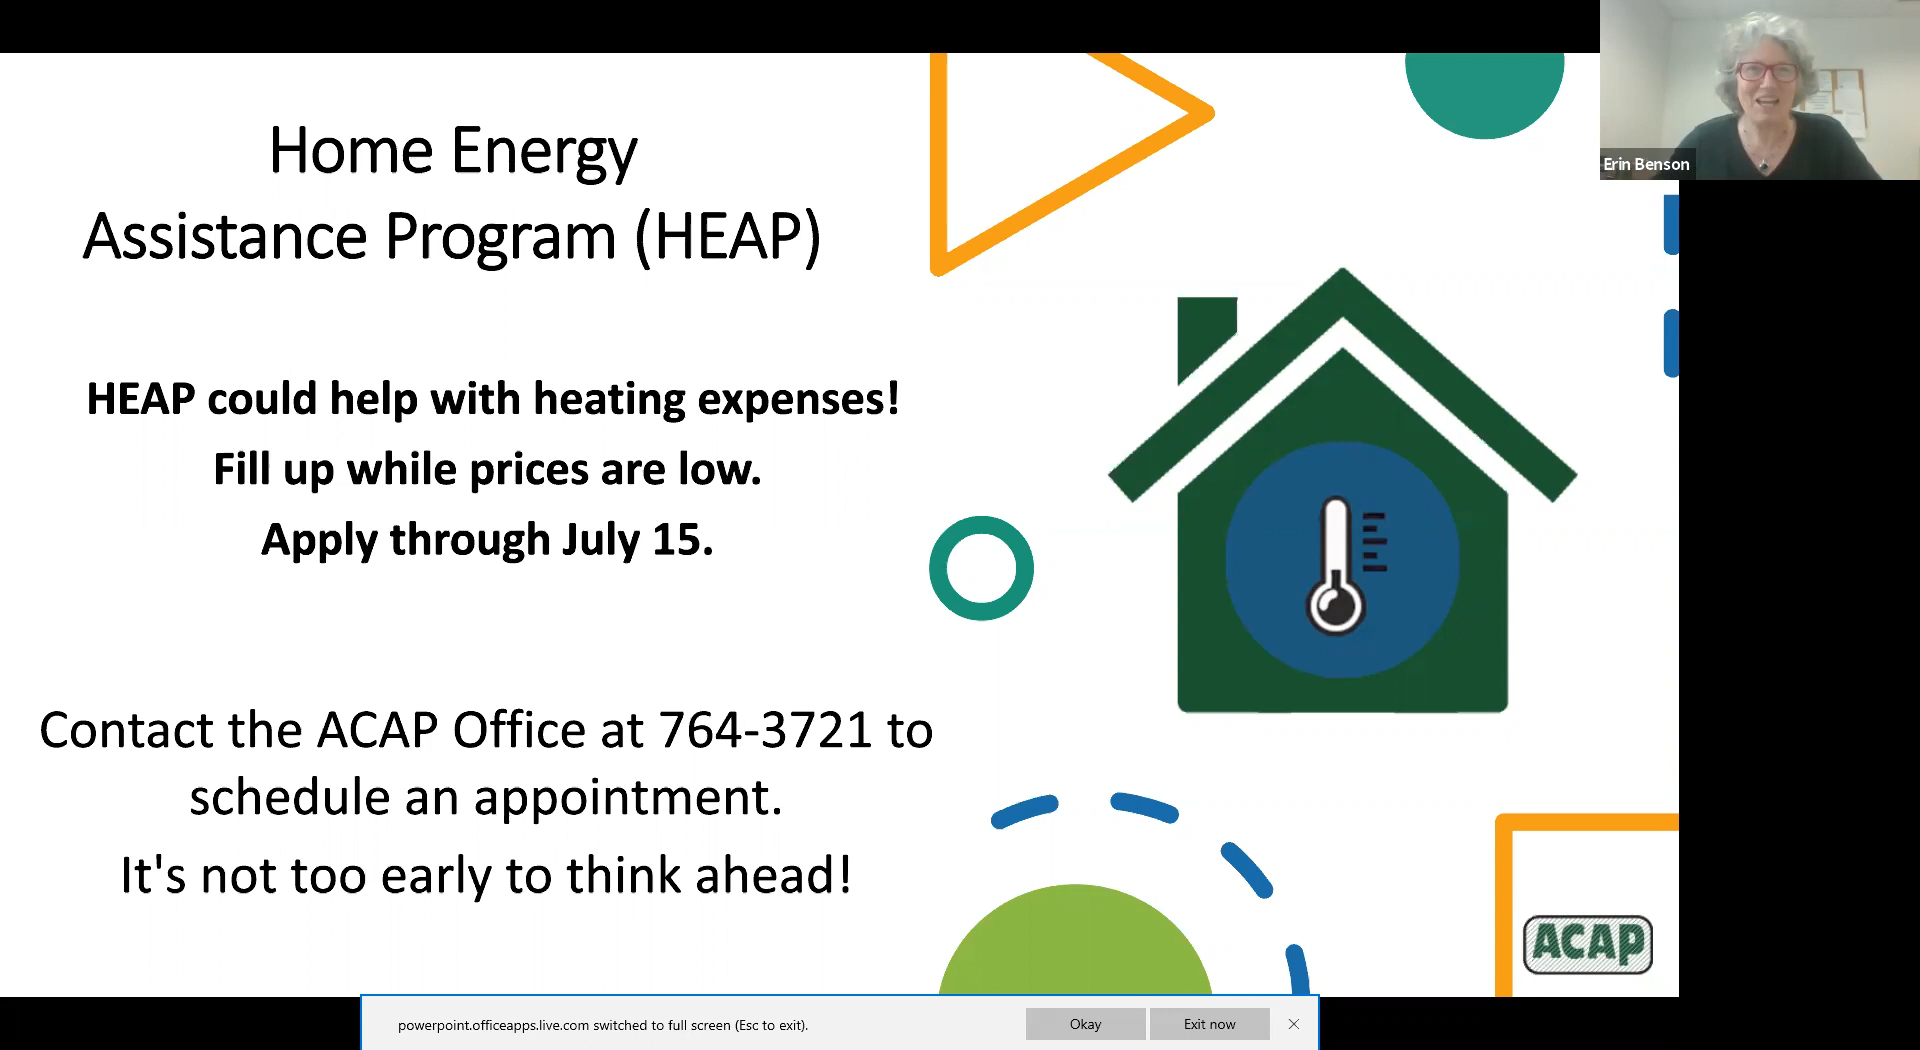 Home Energy
Assistance Program (HEAP)
HEAP could help with heating expenses!
Fill up while prices are low.
Apply through July 15.
Contact the ACAP Office at 764-3721 to
schedule an appointment.
It's not too early to think ahead!
Erin Benson
ACAP
powerpoint.officeapps.live.com switched to full screen (Esc to exit).
Okay
Exit now